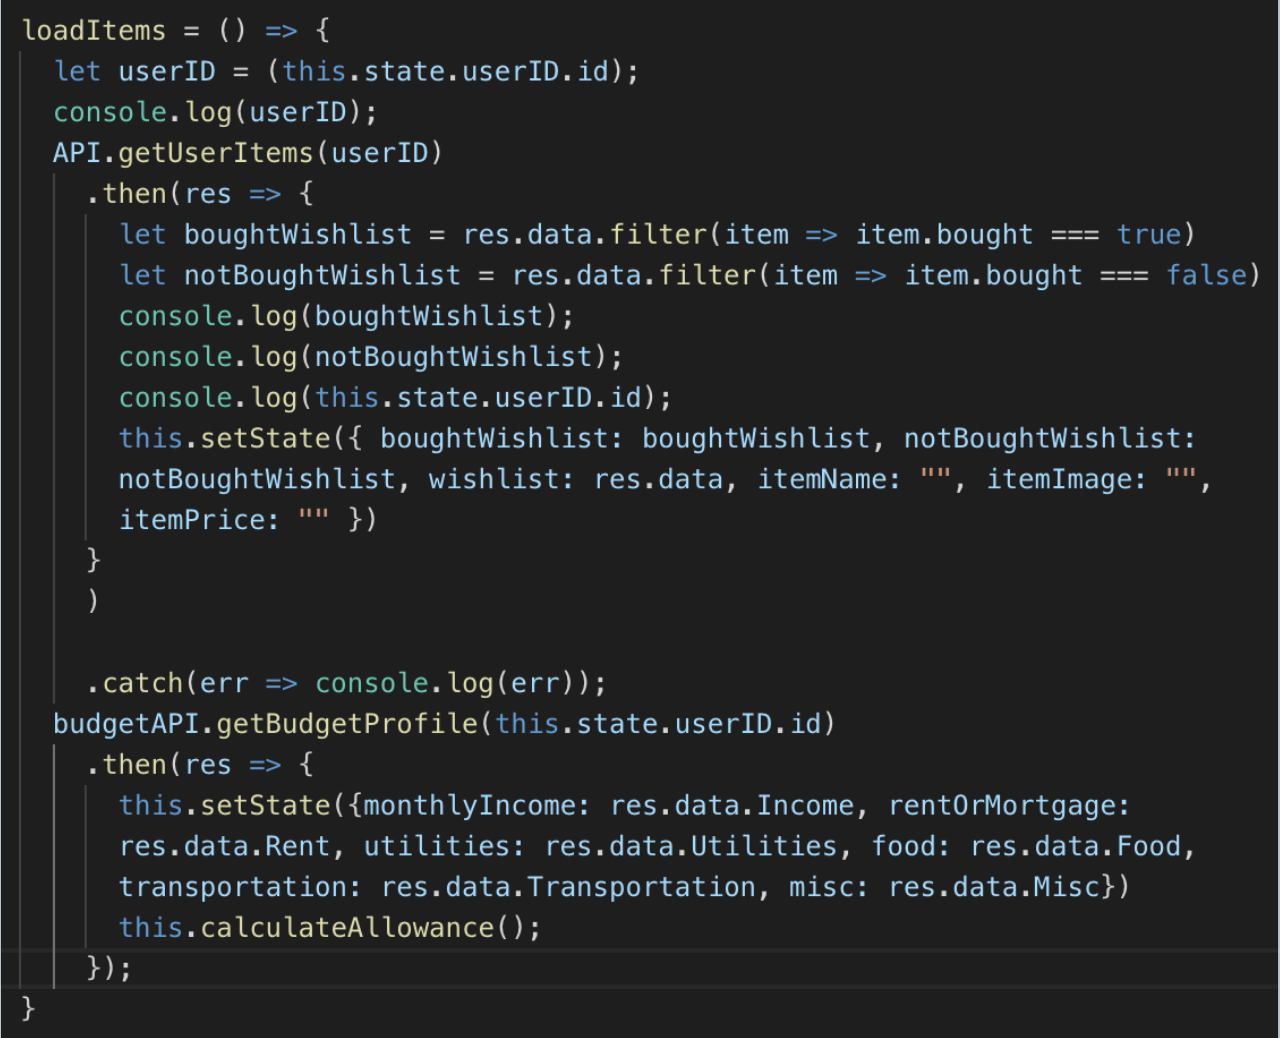 loadItems = () => {
let userID = (this.state.userID.id);
console.log(userID);
API.getUserItems(userID)
.then(res => {
let boughtWishlist = res.data.filter(item => item.bought === true)
let notBoughtWishlist = res.data.filter(item => item.bought === false)
console.log(boughtWishlist);
console.log(notBoughtWishlist);
console.log(this.state.userID.id);
this.setState({ boughtWishlist: boughtWishlist, notBoughtWishlist:
notBoughtWishlist, wishlist: res.data, itemName: "", itemImage: "",
itemPrice: "" })
}
)
.catch(err => console.log(err));
budgetAPI.getBudgetProfile(this.state.userID.id)
.then(res => {
this.setState({monthlyIncome: res.data.Income, rentOrMortgage:
res.data.Rent, utilities: res.data.Utilities, food: res.data.Food,
transportation: res.data.Transportation, misc: res.data.Misc})
this.calculateAllowance();
});
}